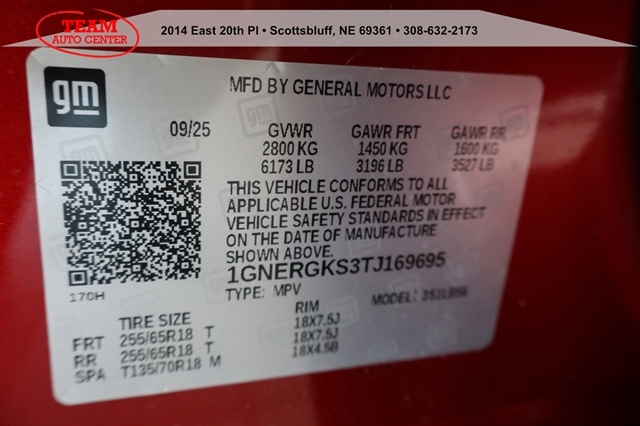 TEAM
AUTO CENTER
2014 East 20th Pl • Scottsbluff, NE 69361 • 308-632-2173
gm
MFD BY GENERAL MOTORS LLC
09/25 GVWR GAWR FRT GAWR RR
2800 KG 1450 KG 1600 KG
6173 LB 3196 LB 3527 LB
THIS VEHICLE CONFORMS TO ALL
APPLICABLE U.S. FEDERAL MOTOR
VEHICLE SAFETY STANDARDS IN EFFECT
ON THE DATE OF MANUFACTURE
SHOWN ABOVE.
1GNERGKS3TJ169695
170H
TYPE: MPV MODEL:
TIRE SIZE RIM
FRT 255/65R18 T 18X7.5J
RR 255/65R18 T 18X7.5J
SPA T135/70R18 M 18X4.5B